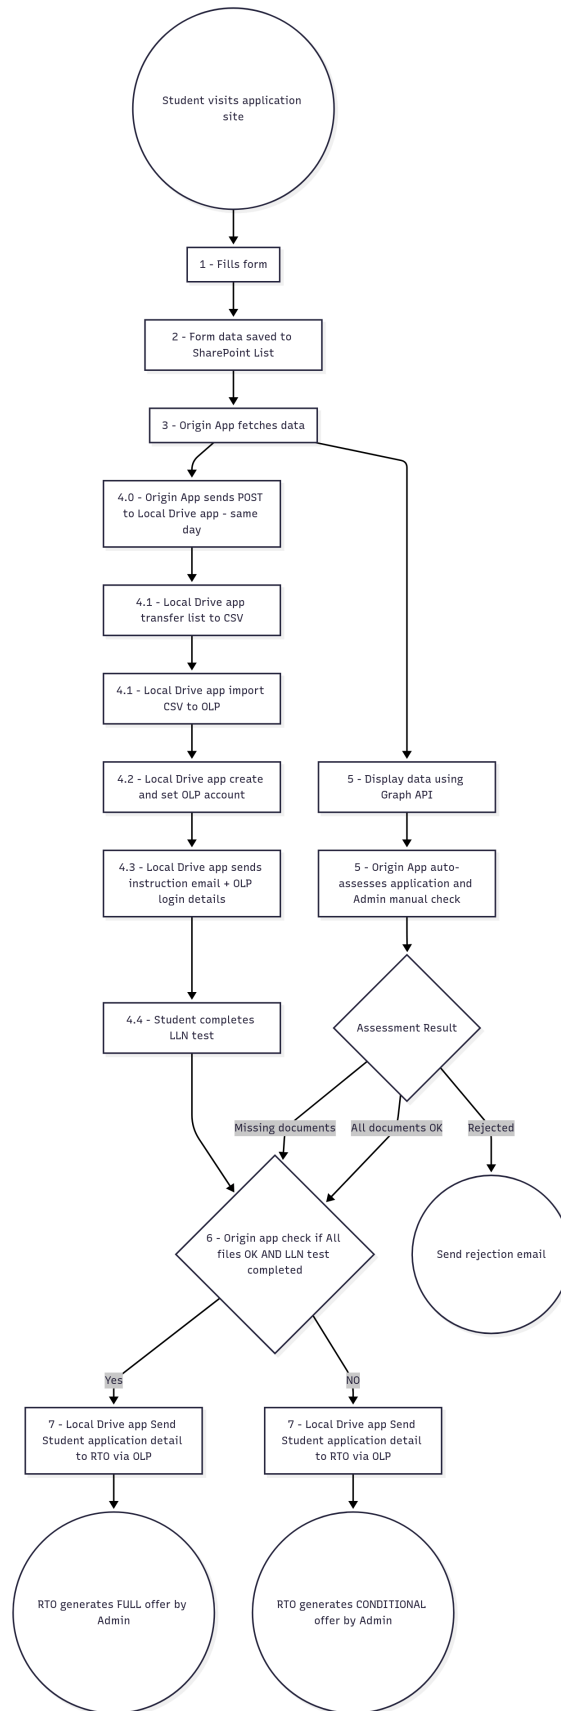 Student visits application
site
1 - Fills form
2 - Form data saved to
SharePoint List
3 - Origin App fetches data
4.0 - Origin App sends POST
to Local Drive app - same
day
4.1 - Local Drive app
transfer list to CSV
4.1 - Local Drive app import
CSV to OLP
4.2 - Local Drive app create
and set OLP account
5 - Display data using
Graph API
4.3 - Local Drive app sends
instruction email + OLP
login details
5 - Origin App auto-
assesses application and
Admin manual check
4.4 - Student completes
LLN test
Assessment Result
Missing documents
All documents OK
Rejected
6 - Origin app check if All
files OK AND LLN test
completed
Send rejection email
Yes
NO
7 - Local Drive app Send
Student application detail
to RTO via OLP
7 - Local Drive app Send
Student application detail
to RTO via OLP
RTO generates FULL offer by
Admin
RTO generates CONDITIONAL
offer by Admin